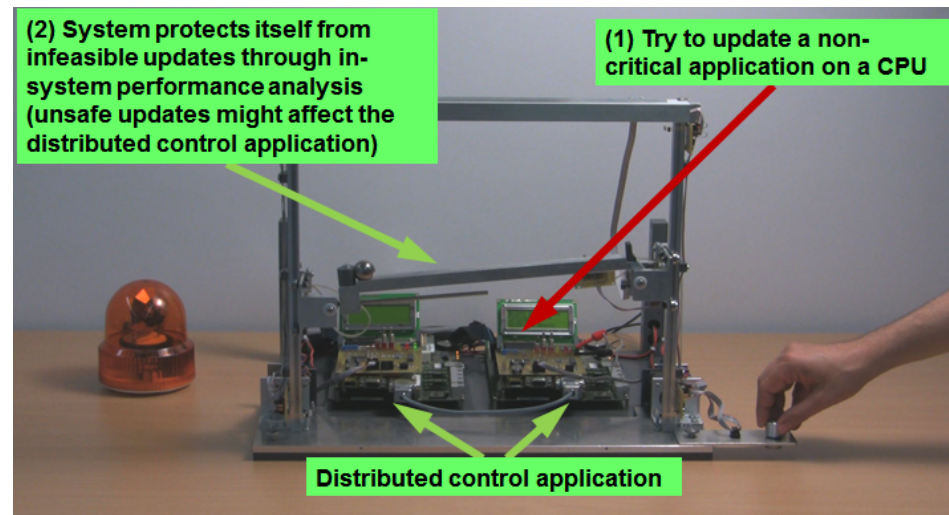 (2) System protects itself from
infeasible updates through in-
system performance analysis
(unsafe updates might affect the
distributed control application)
(1) Try to update a non-
critical application on a CPU
Distributed control application